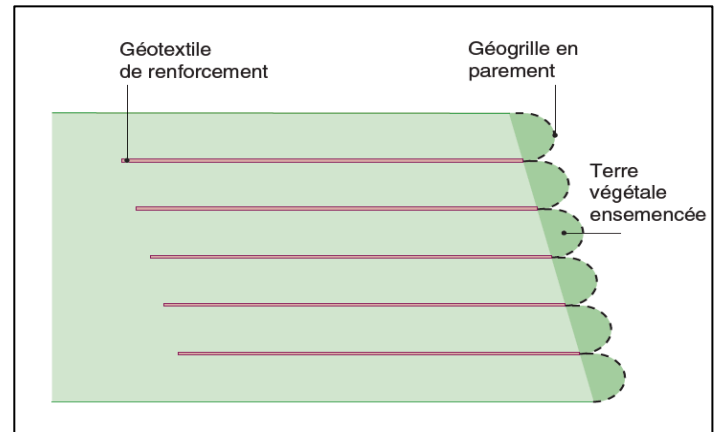 Géotextile
de renforcement
Géogrille en
parement
Terre
végétale
ensemencée